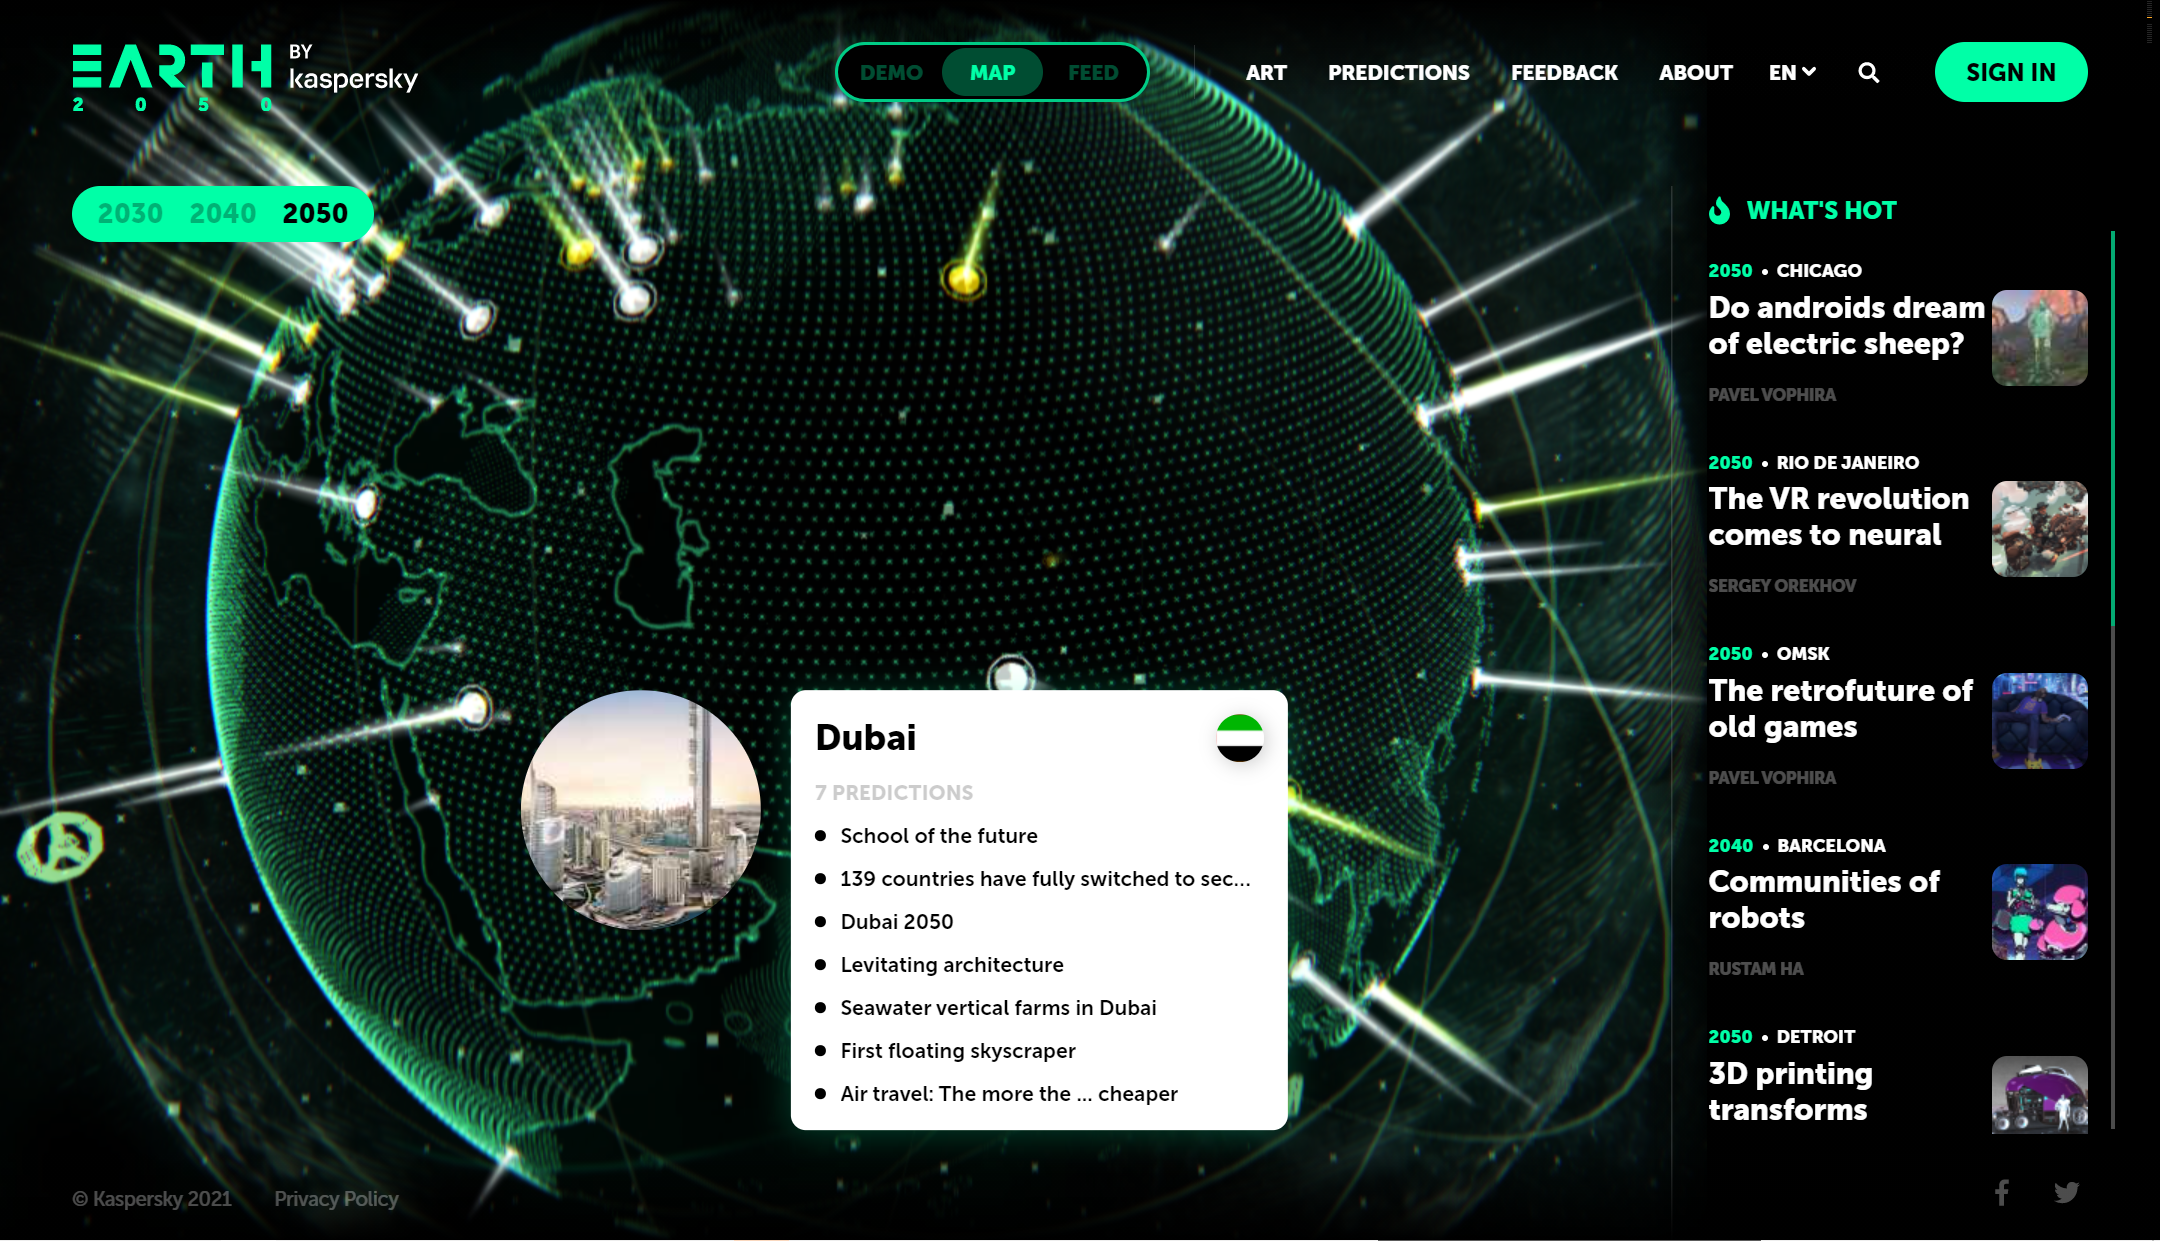 EARTH BY
kaspersky
2 0 5 0
DEMO MAP FEED
ART PREDICTIONS FEEDBACK ABOUT EN
SIGN IN
2030 2040 2050
WHAT'S HOT
2050 • CHICAGO
Do androids dream
of electric sheep?
PAVEL VOPHIRA
2050 • RIO DE JANEIRO
The VR revolution
comes to neural
SERGEY OREKHOV
2050 • OMSK
The retrofuture of
old games
PAVEL VOPHIRA
2040 • BARCELONA
Communities of
robots
RUSTAM HA
2050 • DETROIT
3D printing
transforms
Dubai
7 PREDICTIONS
• School of the future
• 139 countries have fully switched to sec...
• Dubai 2050
• Levitating architecture
• Seawater vertical farms in Dubai
• First floating skyscraper
• Air travel: The more the ... cheaper
© Kaspersky 2021 Privacy Policy